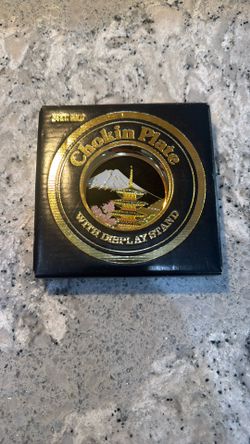 Chokin Plate
WITH DISPLAY STAND